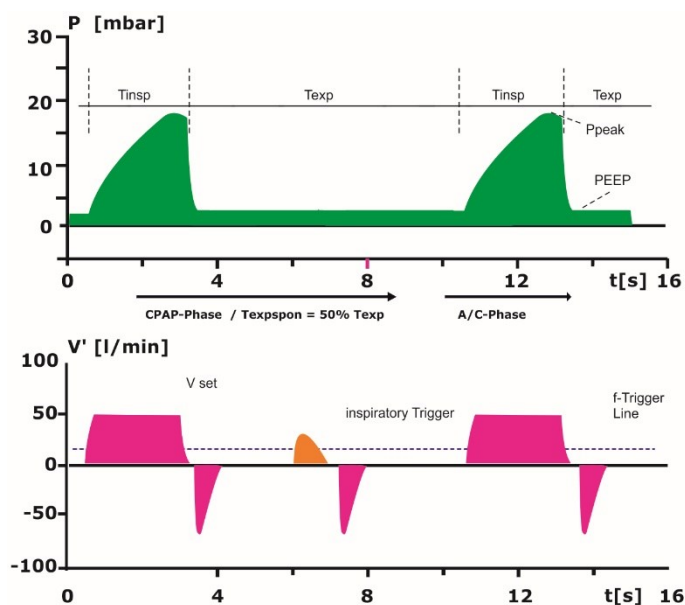 P [mbar]
30
20
10
0
Tinsp
Texp
Tinsp
Texp
Ppeak
PEEP
0
4
8
12
t[s]
16
CPAP-Phase / Texpspon = 50% Texp
A/C-Phase
V' [l/min]
100
50
0
-50
-100
V set
inspiratory Trigger
f-Trigger
Line
0
4
8
12
t[s]
16